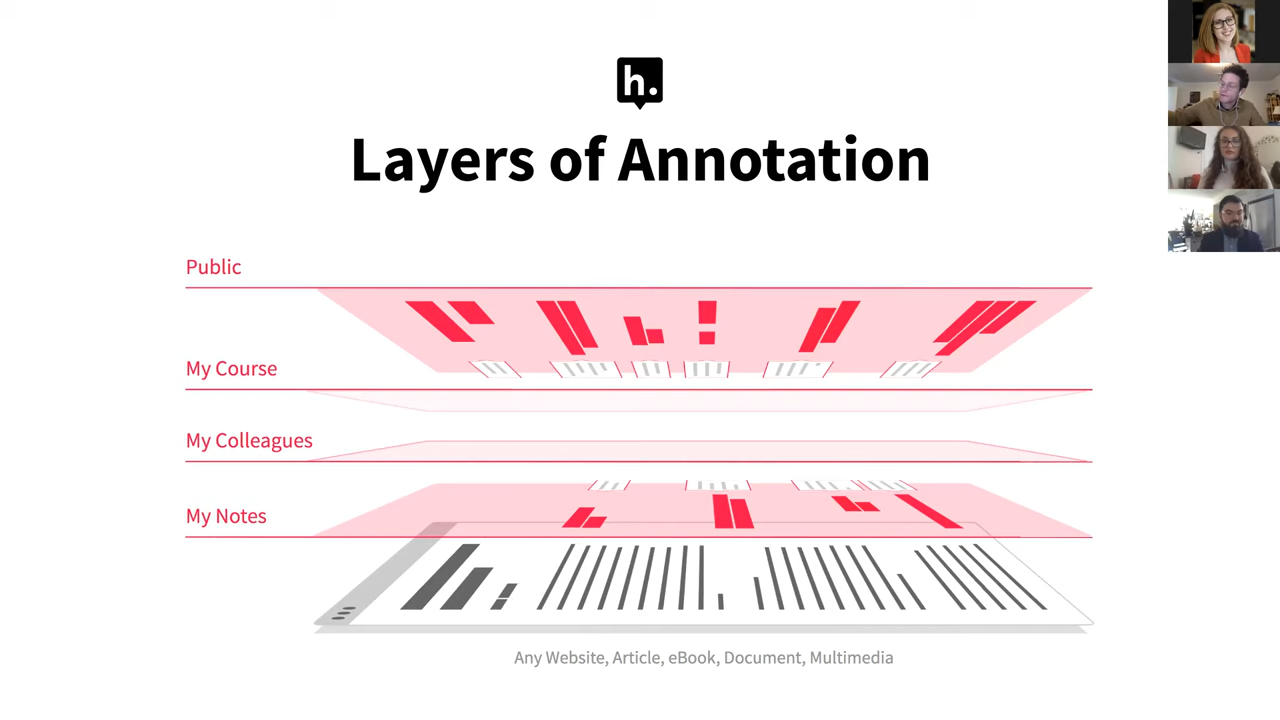 h.
Layers of Annotation
Public
My Course
My Colleagues
My Notes
Any Website, Article, eBook, Document, Multimedia